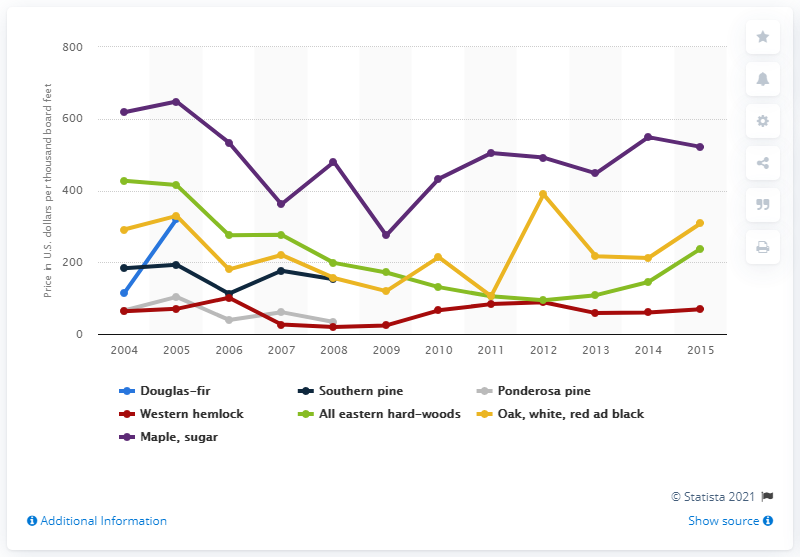 Price in U.S. dollars per thousand board feet
800
600
400
200
0
2004 2005 2006 2007 2008 2009 2010 2011 2012 2013 2014 2015
Douglas-fir Southern pine Ponderosa pine
Western hemlock All eastern hard-woods Oak, white, red ad black
Maple, sugar
© Statista 2021
Additional Information Show source